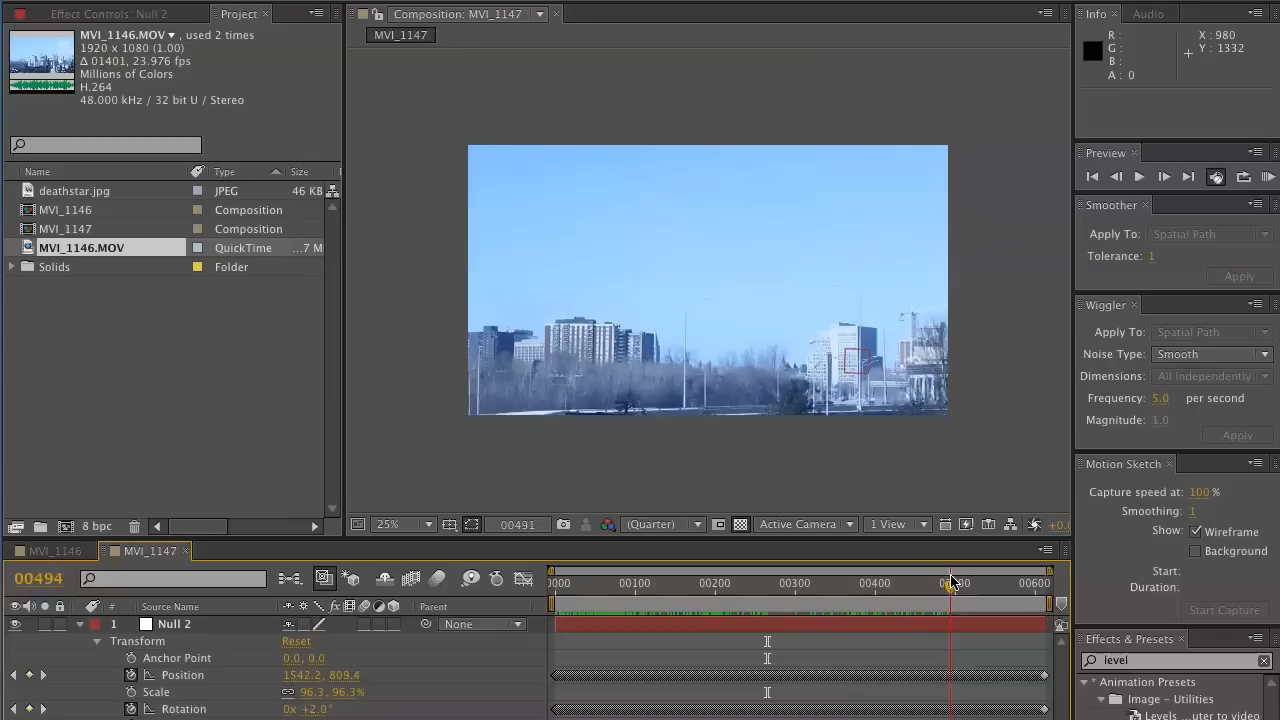 Effect Controls: Null 2
Project
MVI_1146.MOV , used 2 times
1920 x 1080 (1.00)
Δ 01401, 23.976 fps
Millions of Colors
H.264
48.000 kHz / 32 bit U / Stereo
Name Type Size
deathstar.jpg JPEG 46 KB
MVI_1146 Composition
MVI_1147 Composition
MVI_1146.MOV QuickTime ...7 M
Solids Folder
8 bpc
Composition: MVI_1147
MVI_1147
25% 00491 (Quarter) Active Camera 1 View +0.0
Info Audio
R : X : 980
G : Y : 1332
B :
A : 0
Preview
Smoother
Apply To: Spatial Path
Tolerance: 1
Apply
Wiggler
Apply To: Spatial Path
Noise Type: Smooth
Dimensions: All Independently
Frequency: 5.0 per second
Magnitude: 1.0
Apply
Motion Sketch
Capture speed at: 100 %
Smoothing: 1
Show: Wireframe
Background
Start:
Duration:
Start Capture
Effects & Presets
level
* Animation Presets
Image - Utilities
Levels ...uter to video
MVI_1146 MVI_1147
00494
0000 00100 00200 00300 00400 00600
# Source Name Parent
1 Null 2 None
Transform Reset
Anchor Point 0.0, 0.0
Position 1542.2, 809.4
Scale 96.3, 96.3%
Rotation 0x +2.0°